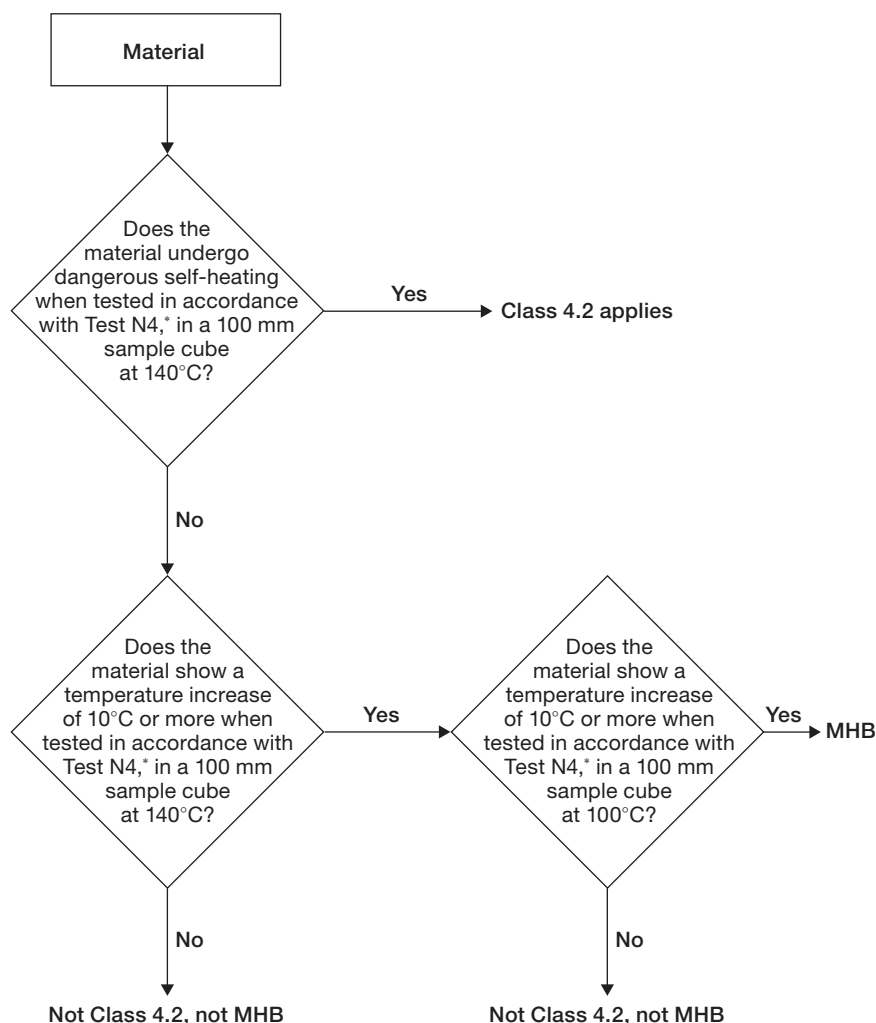 Material
Does the
material undergo
dangerous self-heating
when tested in accordance
with Test N4,* in a 100 mm
sample cube
at 140°C?
Yes
Class 4.2 applies
No
Does the
material show a
temperature increase
of 10°C or more when
tested in accordance with
Test N4,* in a 100 mm
sample cube
at 140°C?
Yes
Does the
material show a
temperature increase
of 10°C or more when
tested in accordance with
Test N4,* in a 100 mm
sample cube
at 100°C?
Yes
MHB
No
No
Not Class 4.2, not MHB
Not Class 4.2, not MHB